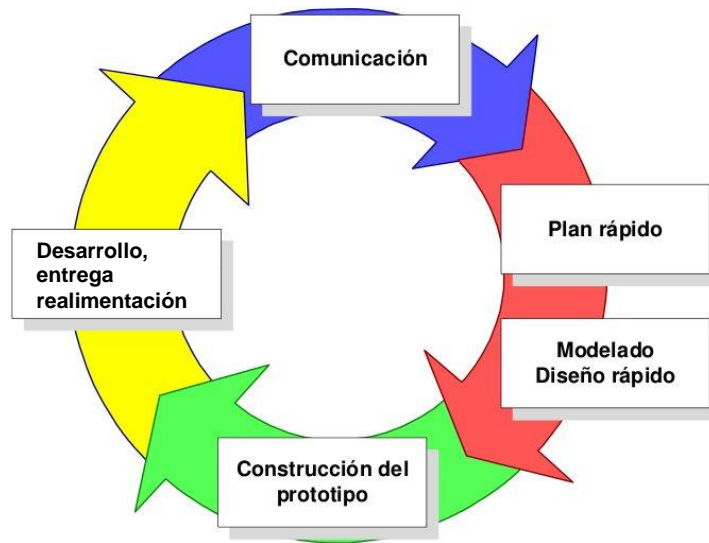 Comunicación
Plan rápido
Modelado
Diseño rápido
Construcción del
prototipo
Desarrollo,
entrega
realimentación